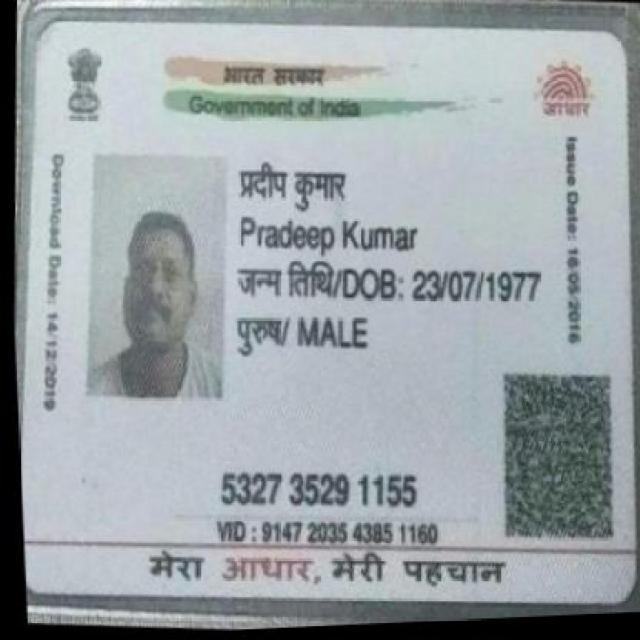 भारत सरकार
Government of India
आधार
Download Date: 14/12/2019
Issue Date: 16/05/2016
प्रदीप कुमार
Pradeep Kumar
जन्म तिथि/DOB: 23/07/1977
पुरुष/ MALE
5327 3529 1155
VID : 9147 2035 4385 1160
मेरा आधार, मेरी पहचान